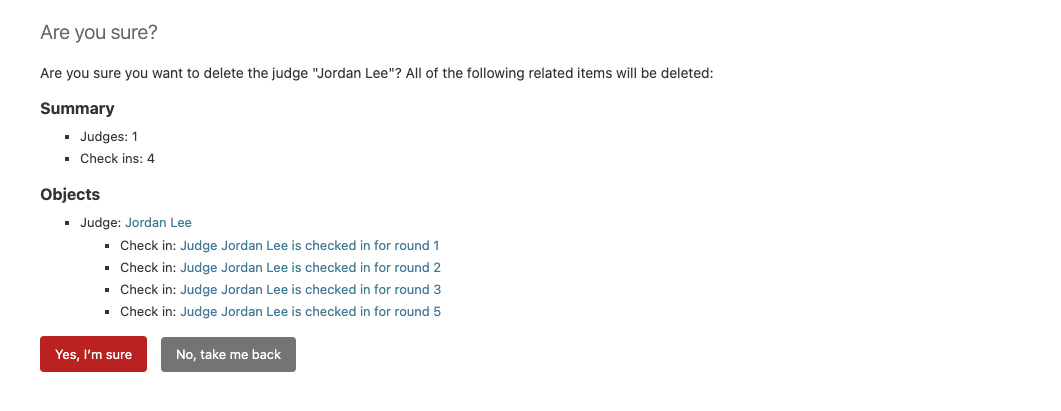 Are you sure?
Are you sure you want to delete the judge "Jordan Lee"? All of the following related items will be deleted:
Summary
Judges: 1
Check ins: 4
Objects
Judge: Jordan Lee
Check in: Judge Jordan Lee is checked in for round 1
Check in: Judge Jordan Lee is checked in for round 2
Check in: Judge Jordan Lee is checked in for round 3
Check in: Judge Jordan Lee is checked in for round 5
Yes, I’m sure No, take me back